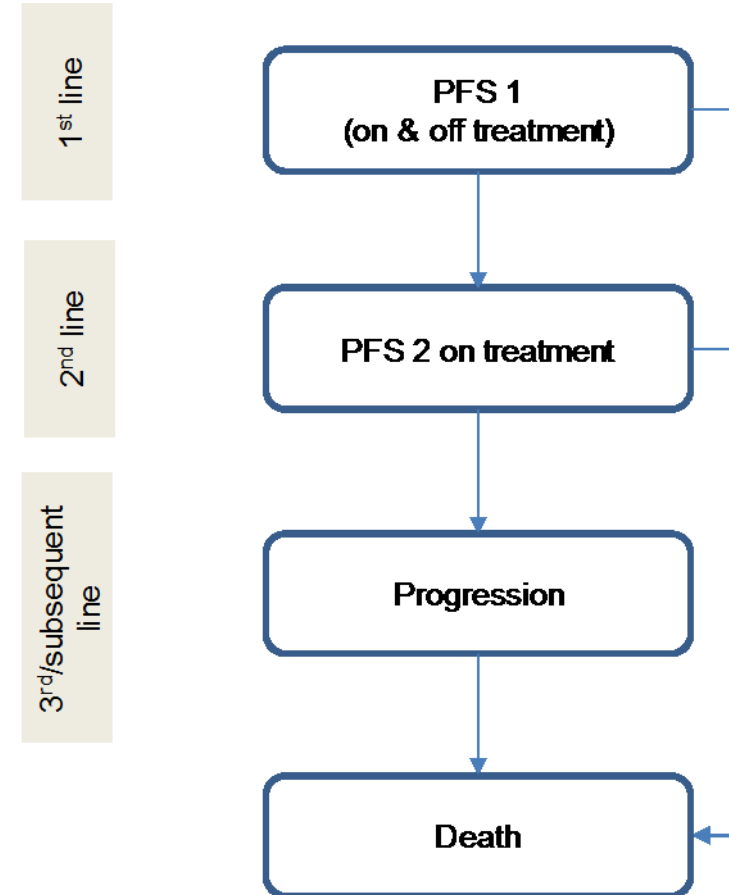 1st line
PFS 1
(on & off treatment)
2nd line
PFS 2 on treatment
3rd/subsequent
line
Progression
Death